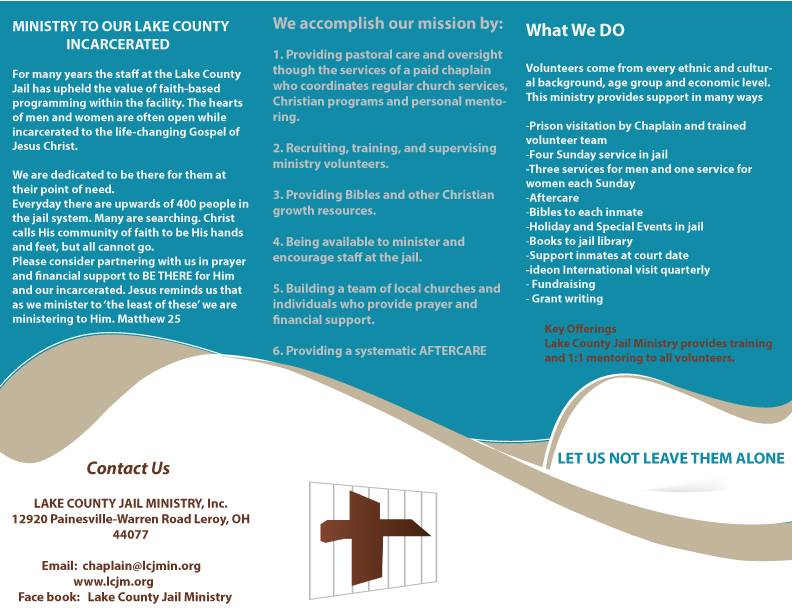 MINISTRY TO OUR LAKE COUNTY
INCARCERATED
For many years the staff at the Lake County
Jail has upheld the value of faith-based
programming within the facility. The hearts
of men and women are often open while
incarcerated to the life-changing Gospel of
Jesus Christ.
We are dedicated to be there for them at
their point of need.
Everyday there are upwards of 400 people in
the jail system. Many are searching. Christ
calls His community of faith to be His hands
and feet, but all cannot go.
Please consider partnering with us in prayer
and financial support to BE THERE for Him
and our incarcerated. Jesus reminds us that
as we minister to 'the least of these' we are
ministering to Him. Matthew 25
We accomplish our mission by:
1. Providing pastoral care and oversight
though the services of a paid chaplain
who coordinates regular church services,
Christian programs and personal mento-
ring.
2. Recruiting, training, and supervising
ministry volunteers.
3. Providing Bibles and other Christian
growth resources.
4. Being available to minister and
encourage staff at the jail.
5. Building a team of local churches and
individuals who provide prayer and
financial support.
6. Providing a systematic AFTERCARE
What We DO
Volunteers come from every ethnic and cultur-
al background, age group and economic level.
This ministry provides support in many ways
-Prison visitation by Chaplain and trained
volunteer team
-Four Sunday service in jail
-Three services for men and one service for
women each Sunday
-Aftercare
-Bibles to each inmate
-Holiday and Special Events in jail
-Books to jail library
-Support inmates at court date
-ideon International visit quarterly
- Fundraising
- Grant writing
Key Offerings
Lake County Jail Ministry provides training
and 1:1 mentoring to all volunteers.
LET US NOT LEAVE THEM ALONE
Contact Us
LAKE COUNTY JAIL MINISTRY, Inc.
12920 Painesville-Warren Road Leroy, OH
44077
Email: chaplain@lcjmin.org
www.lcjm.org
Face book: Lake County Jail Ministry